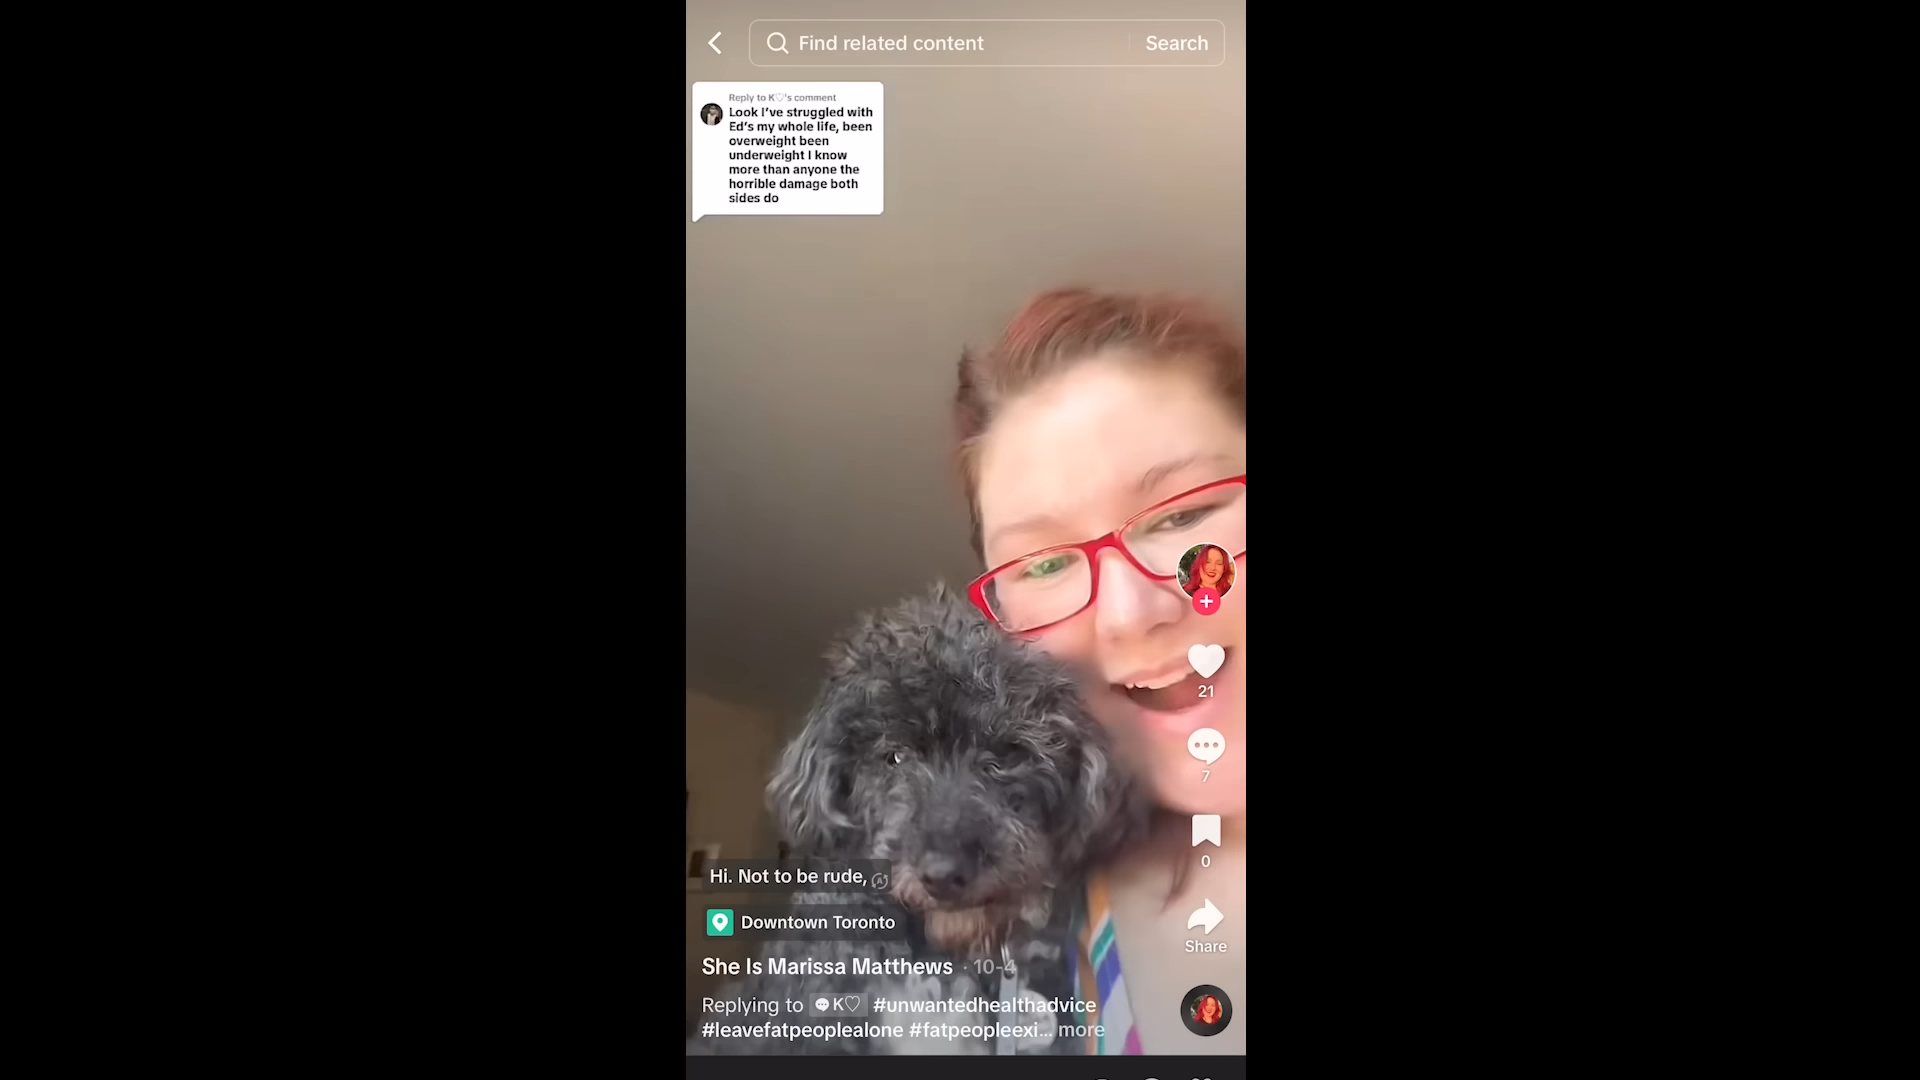 Find related content
Search
Reply to K♡'s comment
Look I've struggled with
Ed's my whole life, been
overweight been
underweight I know
more than anyone the
horrible damage both
sides do
21
7
0
Hi. Not to be rude,
Downtown Toronto
Share
She Is Marissa Matthews · 10-4
Replying to K♡ #unwantedhealthadvice
#leavefatpeoplealone #fatpeopleexi... more